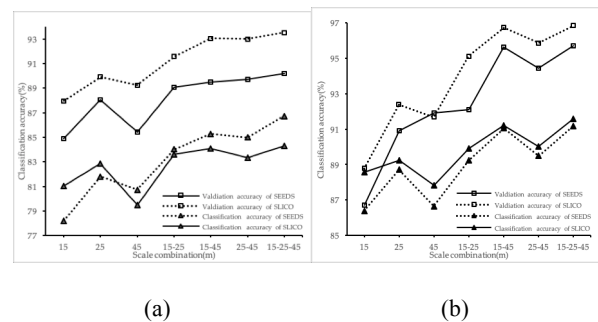 93
91
89
87
85
83
81
79
77
Classification accuracy(%)
Valdiation accuracy of SEEDS
Valdiation accuracy of SLICO
Classification accuracy of SEEDS
Classification accuracy of SLICO
15 25 45 15-25 15-45 25-45 15-25-45
Scale combination(m)
(a)
97
95
93
91
89
87
85
Classification accuracy(%)
Valdiation accuracy of SEEDS
Valdiation accuracy of SLICO
Classification accuracy of SEEDS
Classification accuracy of SLICO
15 25 45 15-25 15-45 25-45 15-25-45
Scale combination(m)
(b)